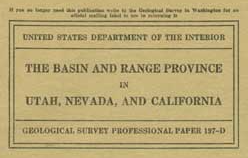 If you no longer need this publication write to the Geological Survey in Washington for an
official mailing label to use in returning it
UNITED STATES DEPARTMENT OF THE INTERIOR
THE BASIN AND RANGE PROVINCE
IN
UTAH, NEVADA, AND CALIFORNIA
GEOLOGICAL SURVEY PROFESSIONAL PAPER 197-D